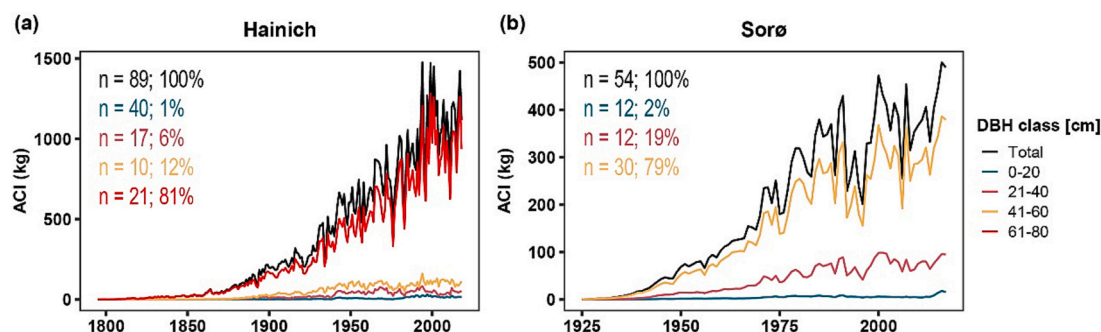 (a)
Hainich
n = 89; 100%
n = 40; 1%
n = 17; 6%
n = 10; 12%
n = 21; 81%
ACI (kg)
1500
1000
500
0
1800
1850
1900
1950
2000
(b)
Sorø
n = 54; 100%
n = 12; 2%
n = 12; 19%
n = 30; 79%
ACI (kg)
500
400
300
200
100
0
1925
1950
1975
2000
DBH class [cm]
Total
0-20
21-40
41-60
61-80